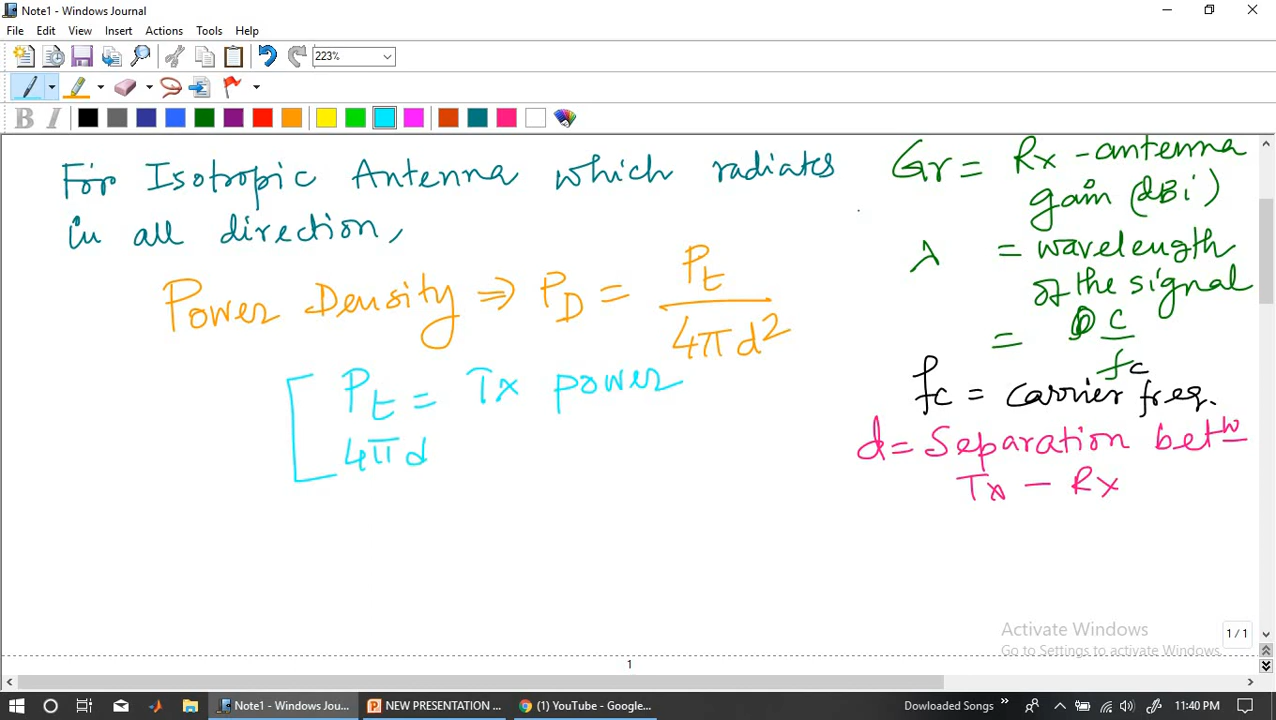 Note1 - Windows Journal
File Edit View Insert Actions Tools Help
223%
B I
For Isotropic Antenna which radiates
in all direction,
Power Density ⇒ P_D = P_t / 4πd²
P_t = Tx power
4πd
Gr = Rx - antenna
gain (dBi)
λ = wavelength
of the signal
= c / fc
fc = carrier freq.
d = Separation betw
Tx - Rx
Activate Windows
Go to Settings to activate Windows.
1/1
1
Note1 - Windows Jou...
NEW PRESENTATION ...
(1) YouTube - Google...
Downloaded Songs
11:40 PM